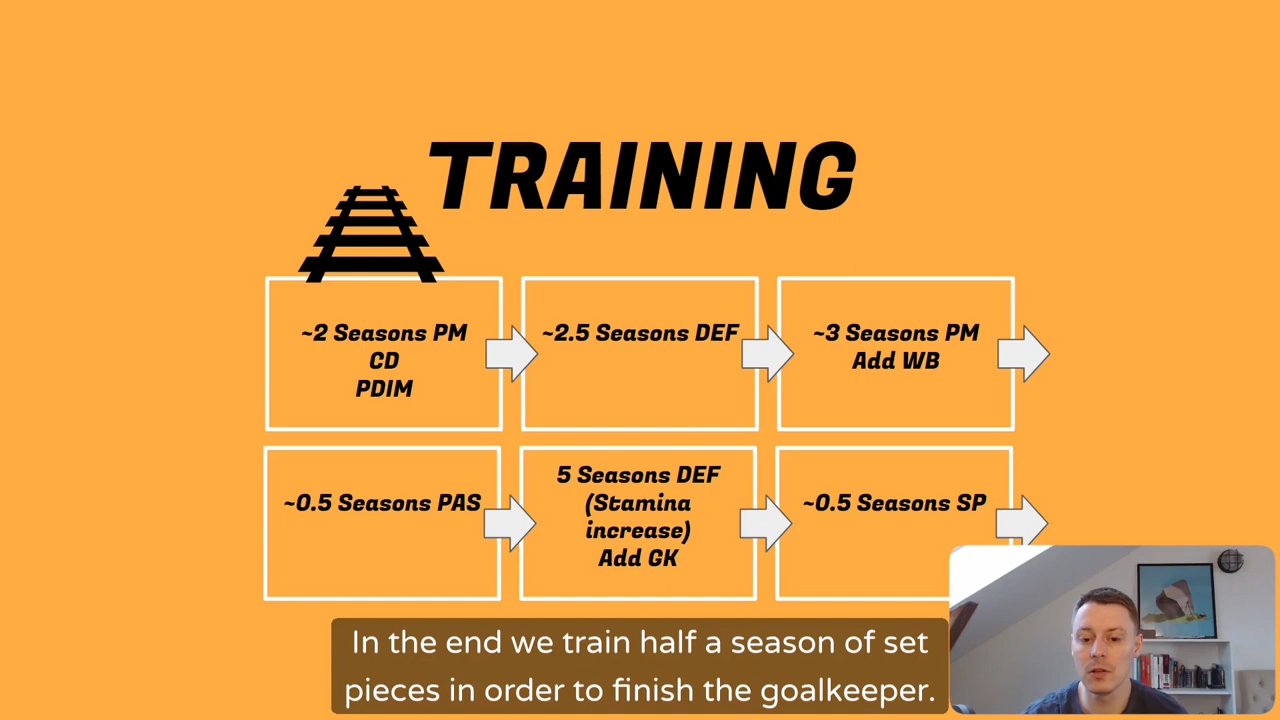 TRAINING
~2 Seasons PM
CD
PDIM
~2.5 Seasons DEF
~3 Seasons PM
Add WB
~0.5 Seasons PAS
5 Seasons DEF
(Stamina
increase)
Add GK
~0.5 Seasons SP
In the end we train half a season of set
pieces in order to finish the goalkeeper.